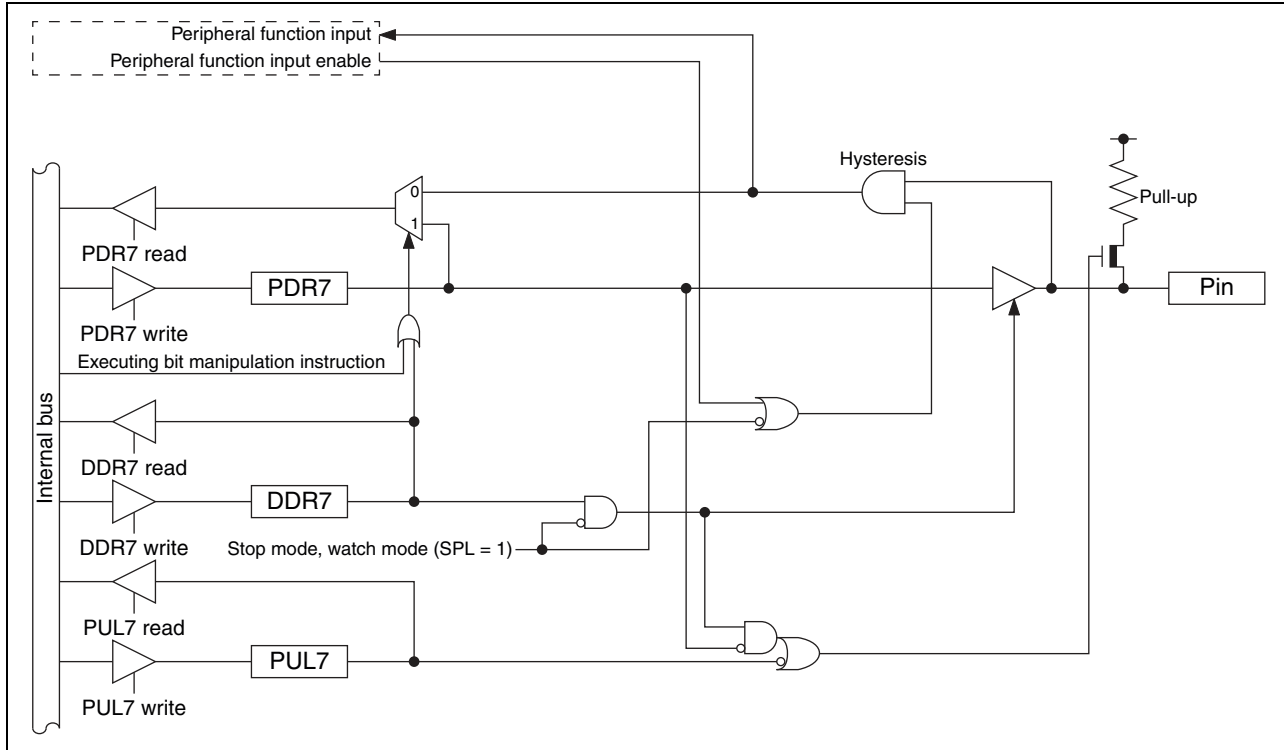 Peripheral function input
Peripheral function input enable
Hysteresis
0
Pull-up
1
PDR7 read
PDR7
Pin
PDR7 write
Executing bit manipulation instruction
Internal bus
DDR7 read
DDR7
DDR7 write
Stop mode, watch mode (SPL = 1)
PUL7 read
PUL7
PUL7 write